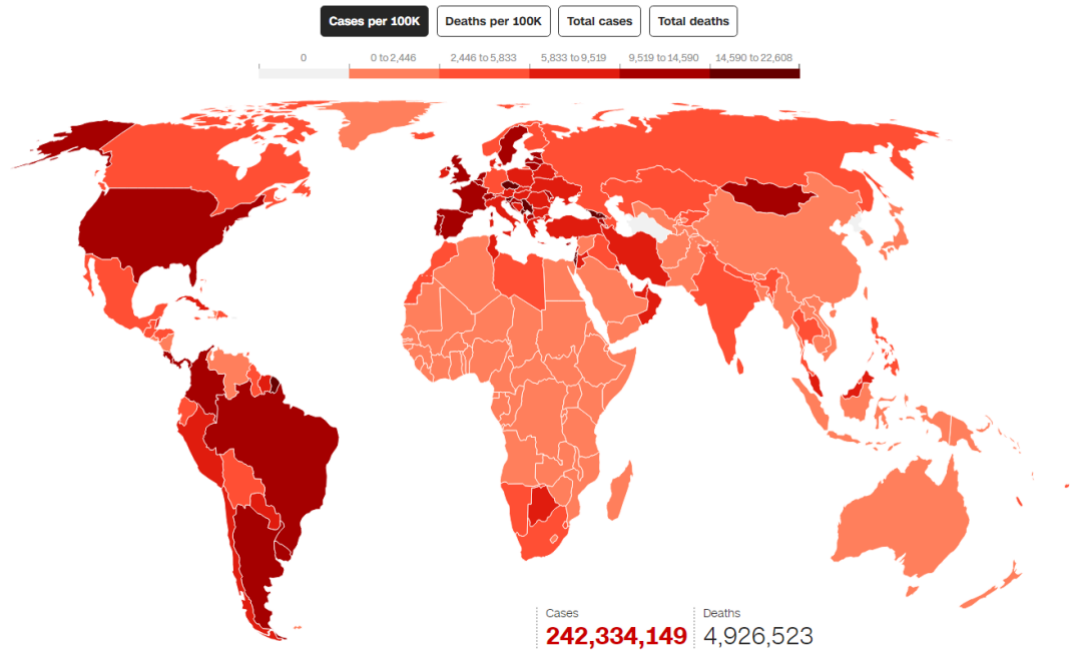 Cases per 100K Deaths per 100K Total cases Total deaths
0 0 to 2,446 2,446 to 5,833 5,833 to 9,519 9,519 to 14,590 14,590 to 22,608
Cases Deaths
242,334,149 4,926,523